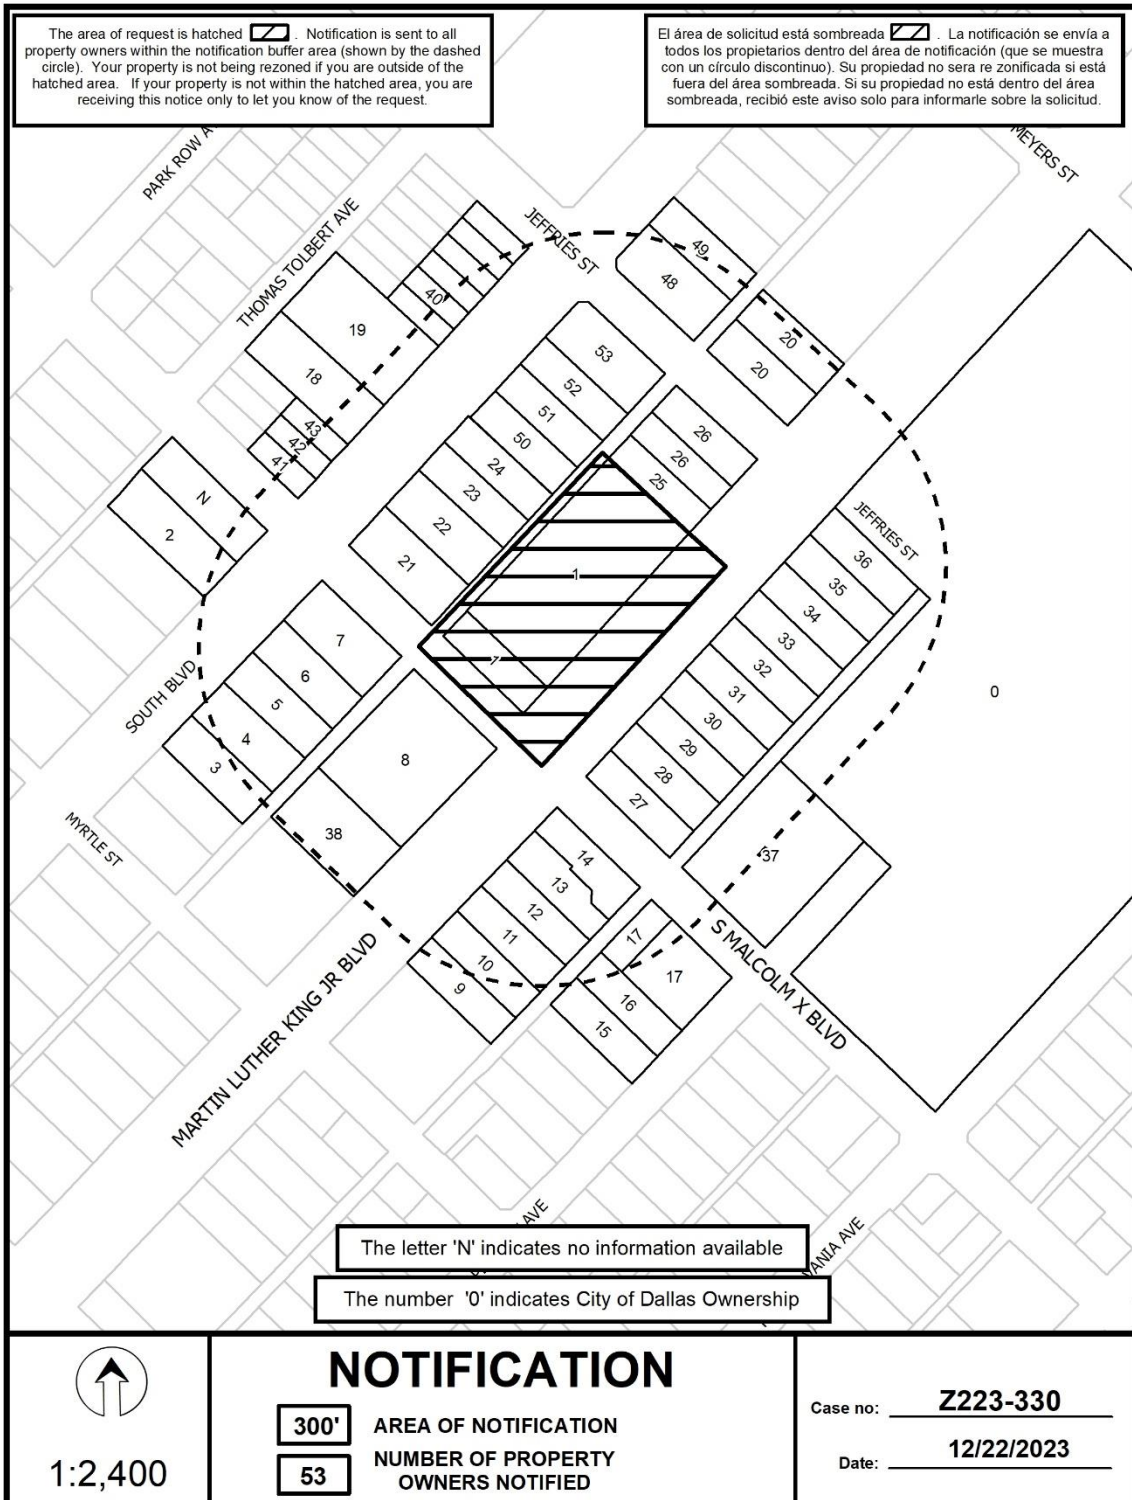 The area of request is hatched . Notification is sent to all
property owners within the notification buffer area (shown by the dashed
circle). Your property is not being rezoned if you are outside of the
hatched area. If your property is not within the hatched area, you are
receiving this notice only to let you know of the request.
El área de solicitud está sombreada . La notificación se envía a
todos los propietarios dentro del área de notificación (que se muestra
con un círculo discontinuo). Su propiedad no sera re zonificada si está
fuera del área sombreada. Si su propiedad no está dentro del área
sombreada, recibió este aviso solo para informarle sobre la solicitud.
PARK ROW
MEYERS ST
THOMAS TOLBERT AVE
JEFFRIES ST
49
48
40
19
20
20
18
53
52
51
50
24
23
22
21
26
26
25
43
42
41
N
2
1
7
JEFFRIES ST
36
35
34
33
32
31
30
29
28
27
0
7
6
5
4
3
SOUTH BLVD
8
38
MYRTLE ST
37
14
13
12
11
10
9
17
17
16
15
S MALCOLM X BLVD
MARTIN LUTHER KING JR BLVD
AVE
VANIA AVE
The letter 'N' indicates no information available
The number '0' indicates City of Dallas Ownership
1:2,400
NOTIFICATION
300' AREA OF NOTIFICATION
53 NUMBER OF PROPERTY
OWNERS NOTIFIED
Case no: Z223-330
Date: 12/22/2023